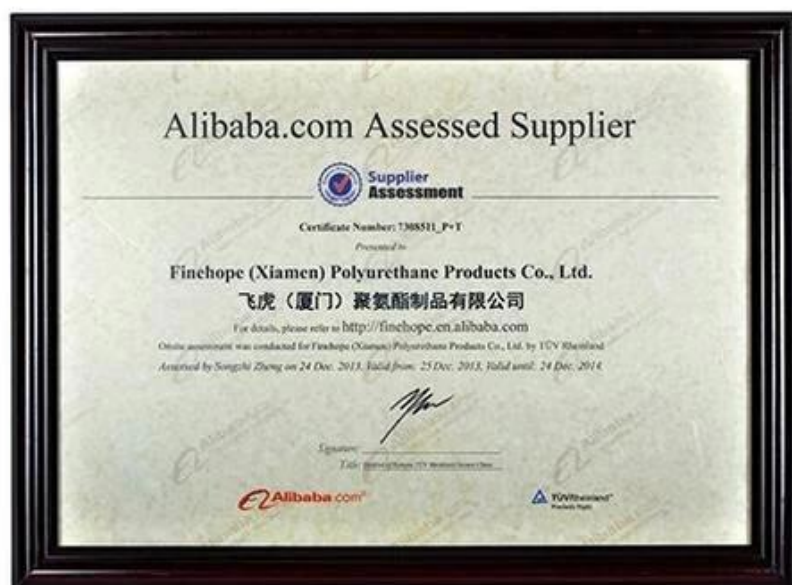 Alibaba.com Assessed Supplier
Supplier
Assessment
Certificate Number: 7308511_P+T
Presented to
Finehope (Xiamen) Polyurethane Products Co., Ltd.
飞虎（厦门）聚氨酯制品有限公司
For details, please refer to http://finehope.en.alibaba.com
Onsite assessment was conducted for Finehope (Xiamen) Polyurethane Products Co., Ltd. by TÜV Rheinland
Assessed by Songzhi Zheng on 24 Dec. 2013, Valid from: 25 Dec. 2013, Valid until: 24 Dec. 2014.
Signature:
Title:
Alibaba.com®
TÜVRheinland®
Precisely Right.